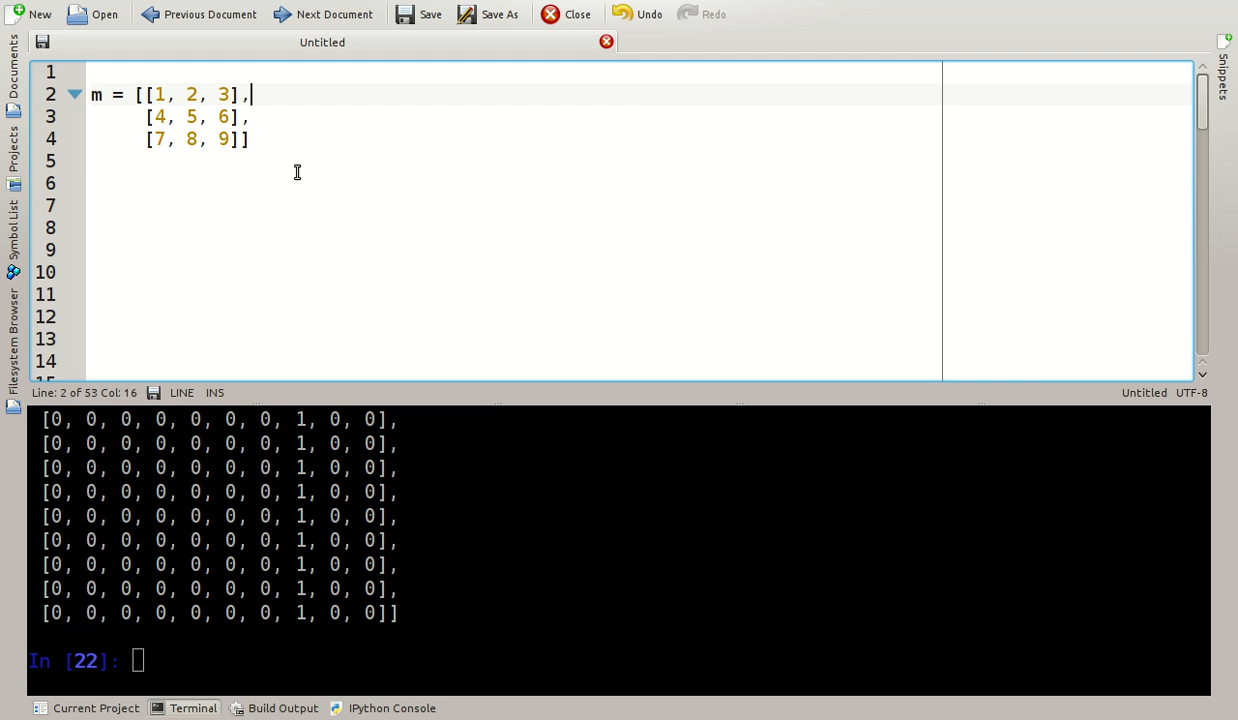 New Open Previous Document Next Document Save Save As Close Undo Redo
Untitled
Documents
Projects
Symbol List
Filesystem Browser
Snippets
1
2 m = [[1, 2, 3],
3      [4, 5, 6],
4      [7, 8, 9]]
5
6
7
8
9
10
11
12
13
14
15
Line: 2 of 53 Col: 16 LINE INS Untitled UTF-8
[0, 0, 0, 0, 0, 0, 0, 1, 0, 0],
[0, 0, 0, 0, 0, 0, 0, 1, 0, 0],
[0, 0, 0, 0, 0, 0, 0, 1, 0, 0],
[0, 0, 0, 0, 0, 0, 0, 1, 0, 0],
[0, 0, 0, 0, 0, 0, 0, 1, 0, 0],
[0, 0, 0, 0, 0, 0, 0, 1, 0, 0],
[0, 0, 0, 0, 0, 0, 0, 1, 0, 0],
[0, 0, 0, 0, 0, 0, 0, 1, 0, 0],
[0, 0, 0, 0, 0, 0, 0, 1, 0, 0]]
In [22]:
Current Project Terminal Build Output IPython Console